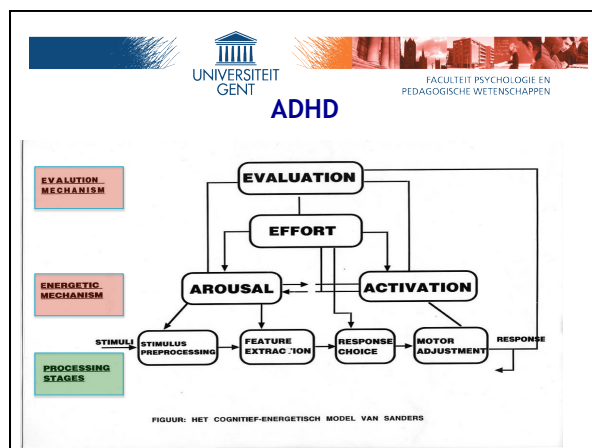 UNIVERSITEIT
GENT
FACULTEIT PSYCHOLOGIE EN
PEDAGOGISCHE WETENSCHAPPEN
ADHD
EVALUTION
MECHANISM
EVALUATION
EFFORT
ENERGETIC
MECHANISM
AROUSAL
ACTIVATION
STIMULI
STIMULUS
PREPROCESSING
FEATURE
EXTRACTION
RESPONSE
CHOICE
MOTOR
ADJUSTMENT
RESPONSE
PROCESSING
STAGES
FIGUUR: HET COGNITIEF-ENERGETISCH MODEL VAN SANDERS